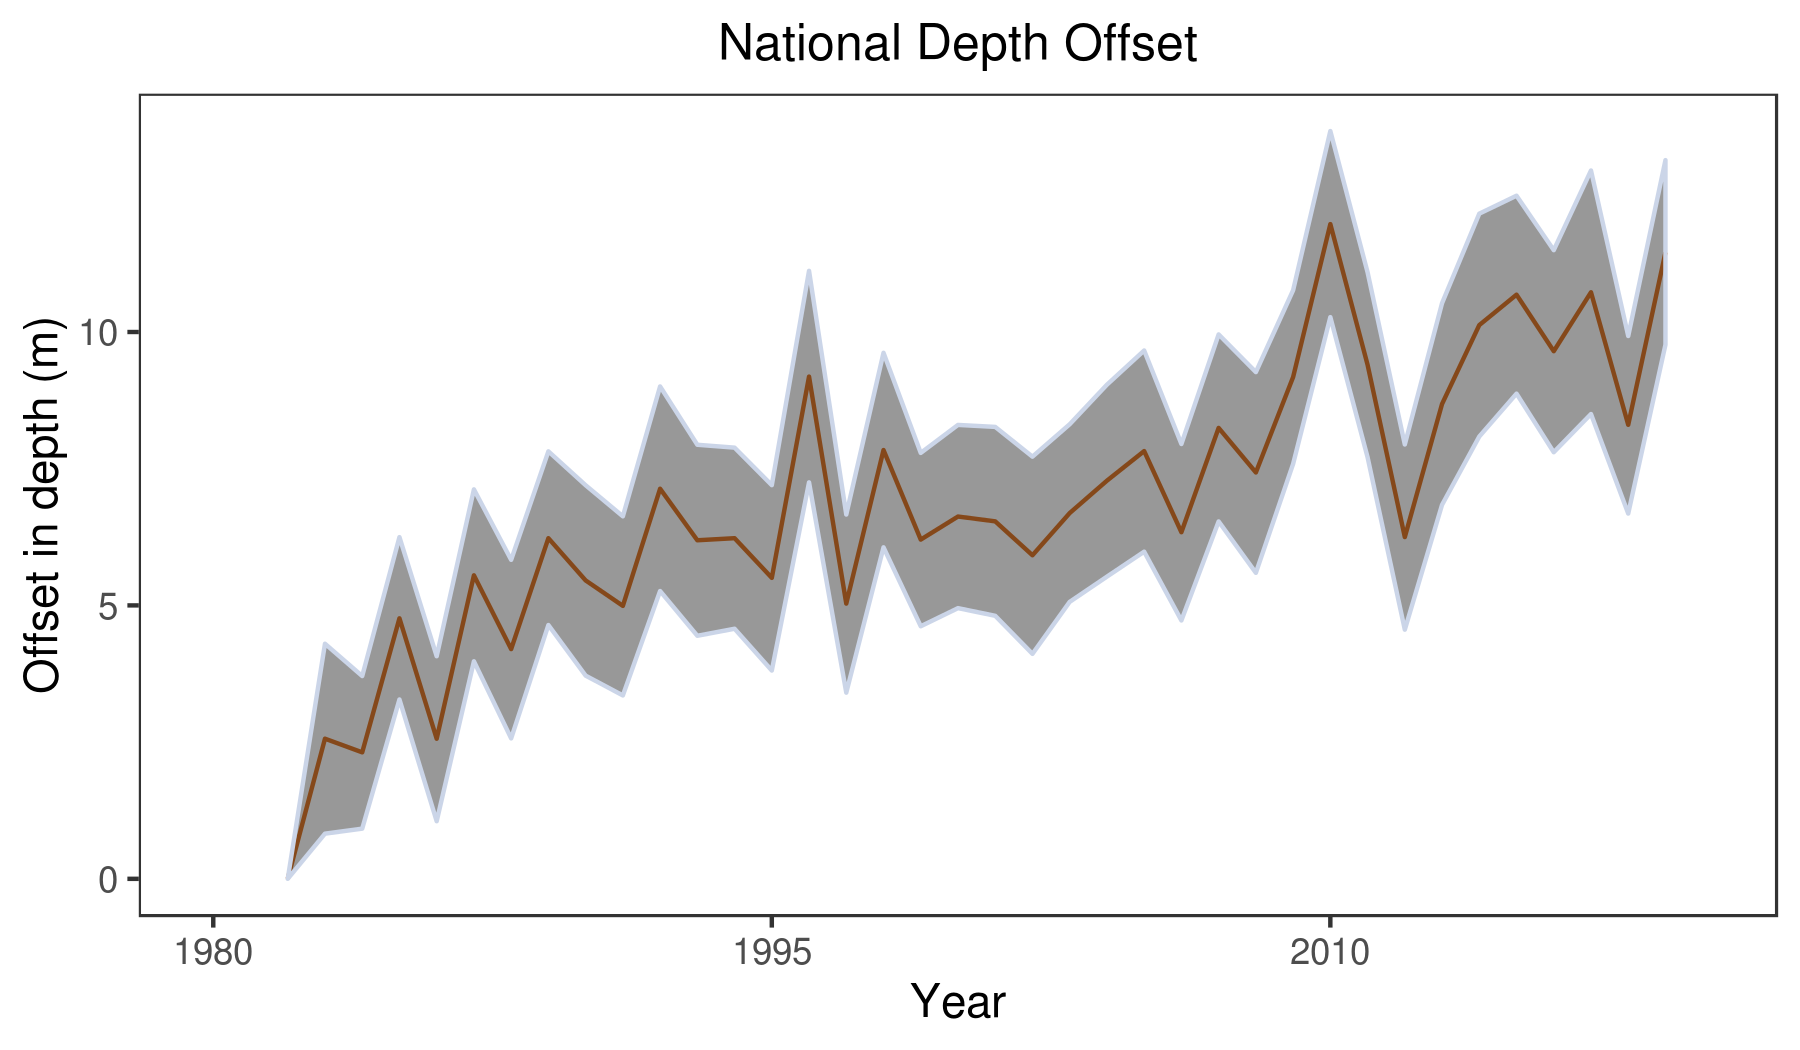 National Depth Offset
Offset in depth (m)
10
5
0
1980
1995
2010
Year